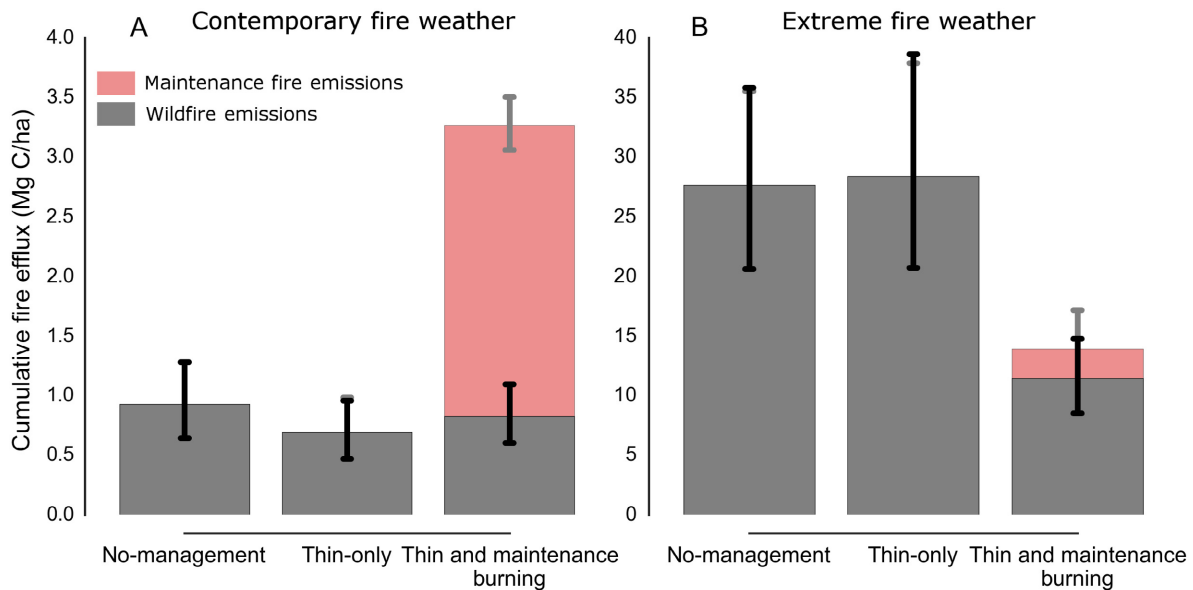 A Contemporary fire weather
Cumulative fire efflux (Mg C/ha)
4.0
3.5
3.0
2.5
2.0
1.5
1.0
0.5
0.0
Maintenance fire emissions
Wildfire emissions
No-management Thin-only Thin and maintenance
burning
B Extreme fire weather
40
35
30
25
20
15
10
5
0
No-management Thin-only Thin and maintenance
burning